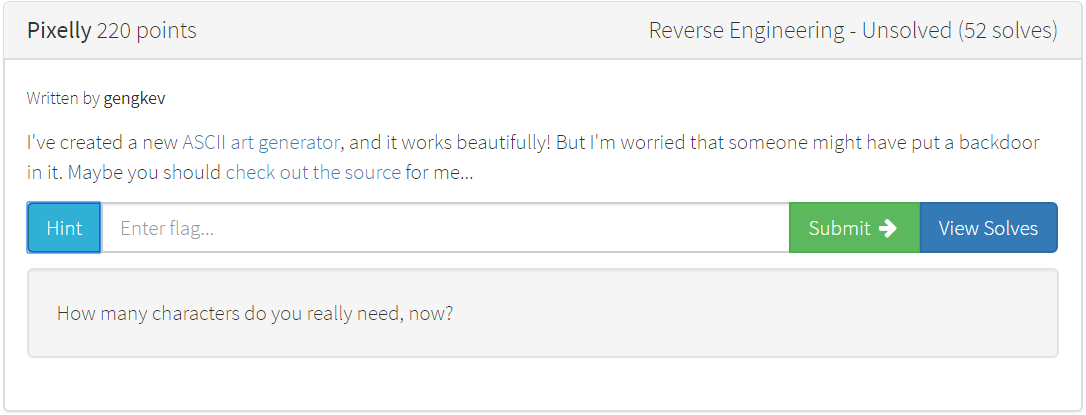 Pixelly 220 points
Reverse Engineering - Unsolved (52 solves)
Written by gengkev
I've created a new ASCII art generator, and it works beautifully! But I'm worried that someone might have put a backdoor
in it. Maybe you should check out the source for me...
Hint
Enter flag...
Submit
View Solves
How many characters do you really need, now?